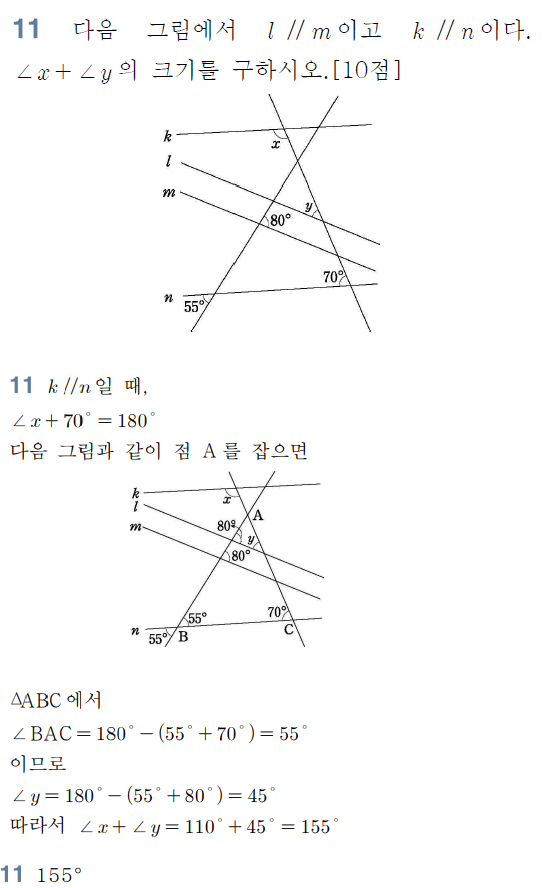 11 다음 그림에서 l // m이고 k // n이다.
∠x+∠y의 크기를 구하시오.[10점]
k
x
l
m
y
80°
70°
n
55°
11 k//n일 때,
∠x+70°=180°
다음 그림과 같이 점 A를 잡으면
k
x
l
A
m
80°
y
80°
55°
70°
n
55°
B
C
△ABC에서
∠BAC=180°-(55°+70°)=55°
이므로
∠y=180°-(55°+80°)=45°
따라서 ∠x+∠y=110°+45°=155°
11 155°